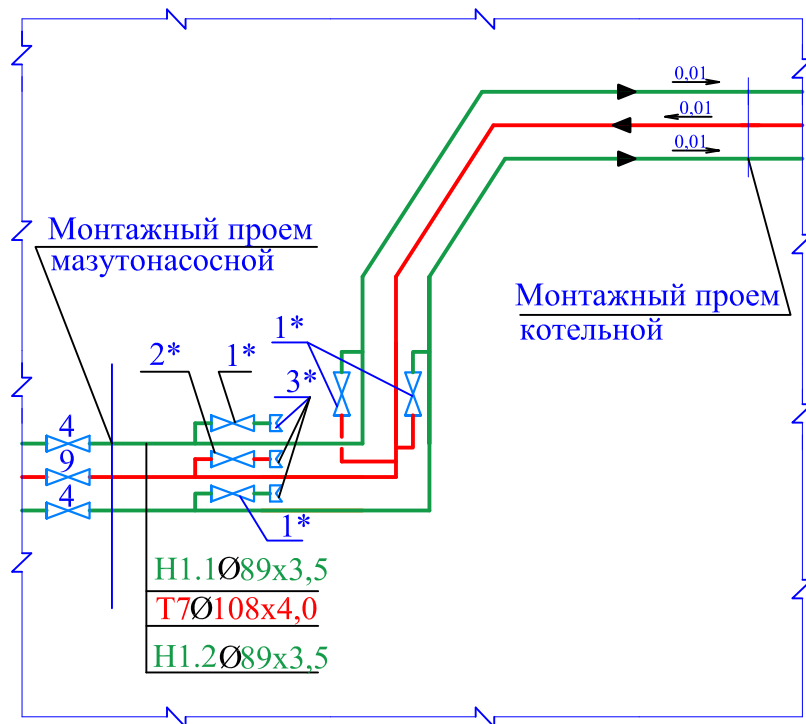 0,01
0,01
0,01
Монтажный проем
мазутонасосной
Монтажный проем
котельной
2*
1*
1*
3*
4
9
4
1*
Н1.1Ø89х3,5
Т7Ø108х4,0
Н1.2Ø89х3,5